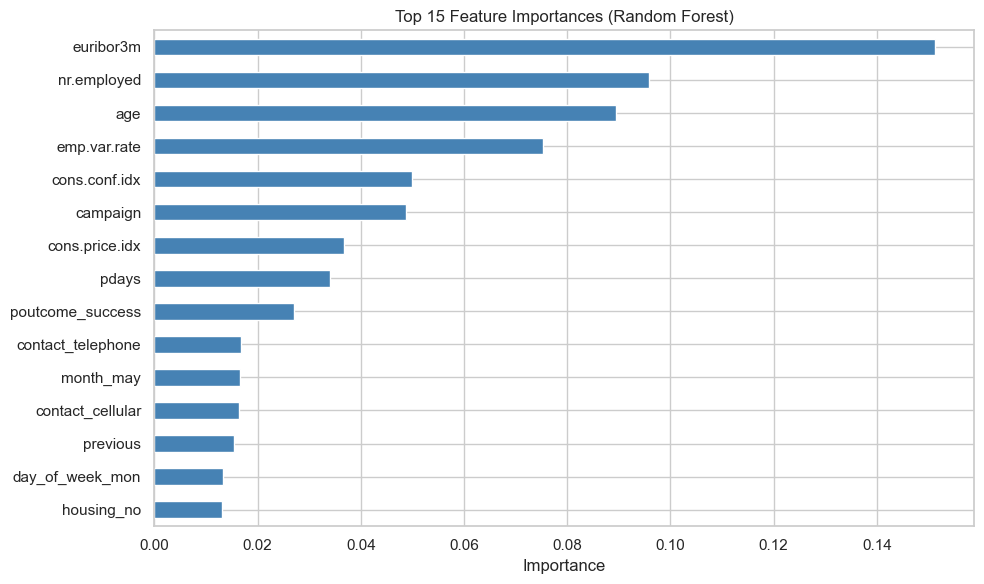 Top 15 Feature Importances (Random Forest)
euribor3m
nr.employed
age
emp.var.rate
cons.conf.idx
campaign
cons.price.idx
pdays
poutcome_success
contact_telephone
month_may
contact_cellular
previous
day_of_week_mon
housing_no
0.00 0.02 0.04 0.06 0.08 0.10 0.12 0.14
Importance